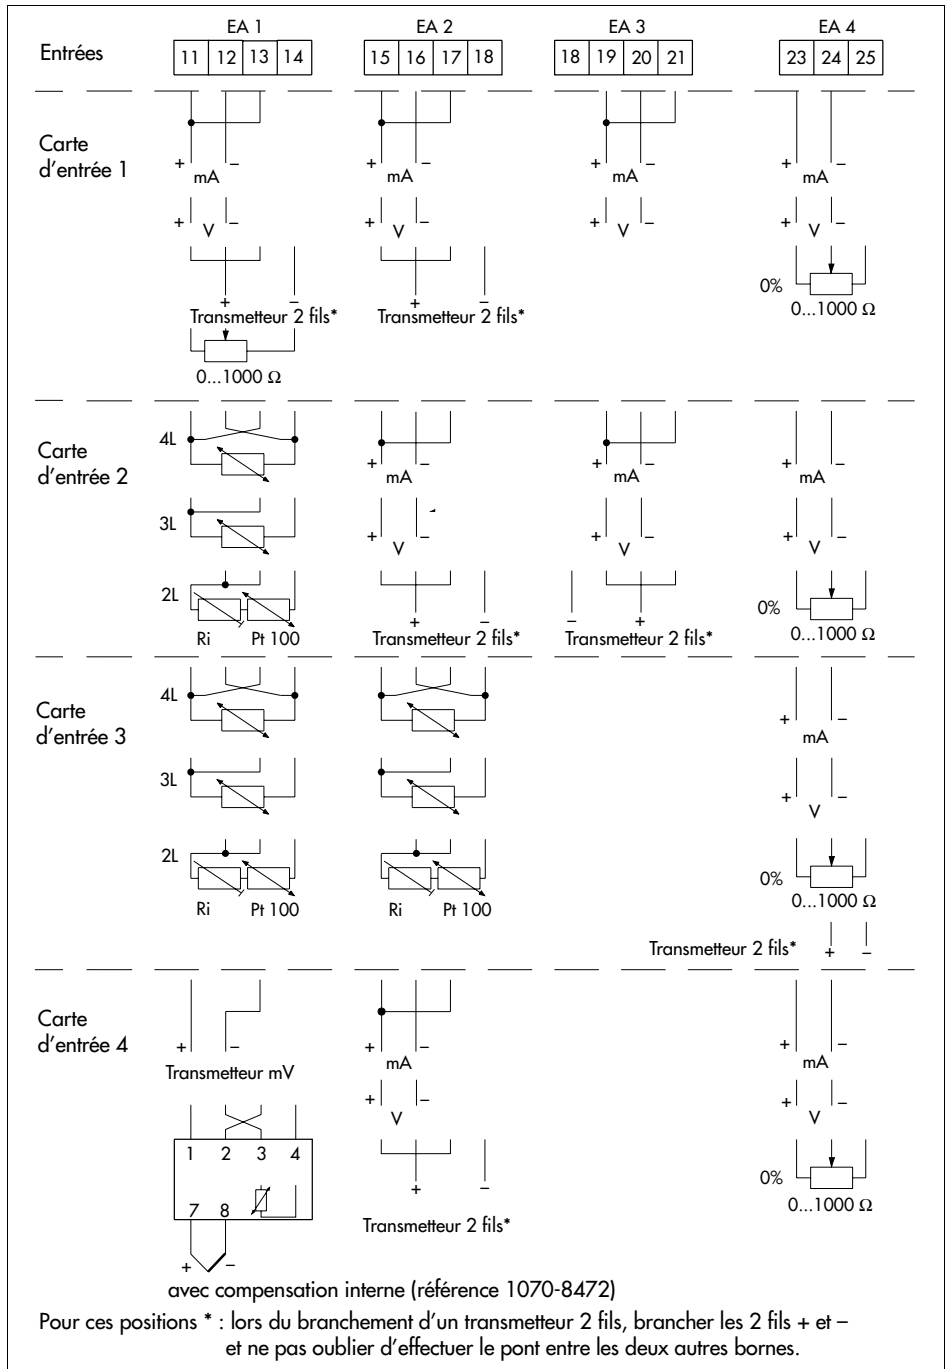 EA 1 EA 2 EA 3 EA 4
Entrées 11 12 13 14 15 16 17 18 18 19 20 21 23 24 25
Carte
d'entrée 1
+ – + – + – + –
mA mA mA mA
+ V – + V – + V – + V –
0%
+ – + –
0...1000 Ω
Transmetteur 2 fils* Transmetteur 2 fils*
0...1000 Ω
Carte
d'entrée 2
4L
+ – + – + –
mA mA mA
3L
+ V – + V – + V –
2L
0%
+ – – +
Ri Pt 100 Transmetteur 2 fils* Transmetteur 2 fils* 0...1000 Ω
Carte
d'entrée 3
4L
+ –
mA
3L
+ V –
2L
0%
Ri Pt 100 Ri Pt 100 0...1000 Ω
Transmetteur 2 fils* + –
Carte
d'entrée 4
+ – + – + –
Transmetteur mV mA mA
+ V – + V –
1 2 3 4
0%
+ –
7 8 0...1000 Ω
Transmetteur 2 fils*
+ –
avec compensation interne (référence 1070-8472)
Pour ces positions * : lors du branchement d'un transmetteur 2 fils, brancher les 2 fils + et –
et ne pas oublier d'effectuer le pont entre les deux autres bornes.